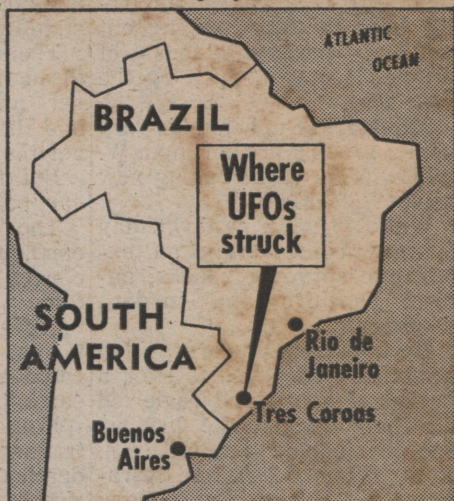 ATLANTIC
OCEAN
BRAZIL
Where
UFOs
struck
SOUTH
AMERICA
Rio de
Janeiro
Tres Coroas
Buenos
Aires